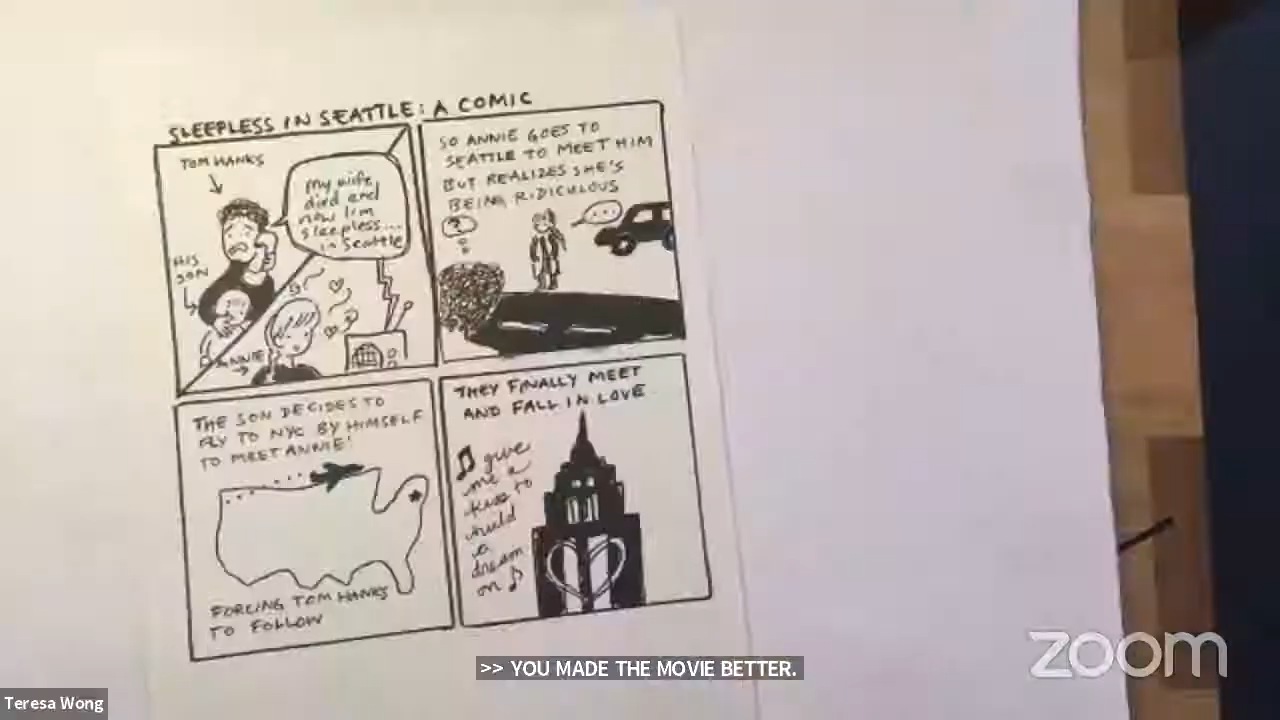 SLEEPLESS IN SEATTLE: A COMIC
TOM HANKS
my wife
died and
now I'm
sleepless...
in Seattle
HIS
SON
ANNIE
SO ANNIE GOES TO
SEATTLE TO MEET HIM
BUT REALIZES SHE'S
BEING RIDICULOUS
?
...
THE SON DECIDES TO
FLY TO NYC BY HIMSELF
TO MEET ANNIE!
FORCING TOM HANKS
TO FOLLOW
THEY FINALLY MEET
AND FALL IN LOVE
give
me a
kiss to
build
a
dream
on
>> YOU MADE THE MOVIE BETTER.
Teresa Wong
zoom